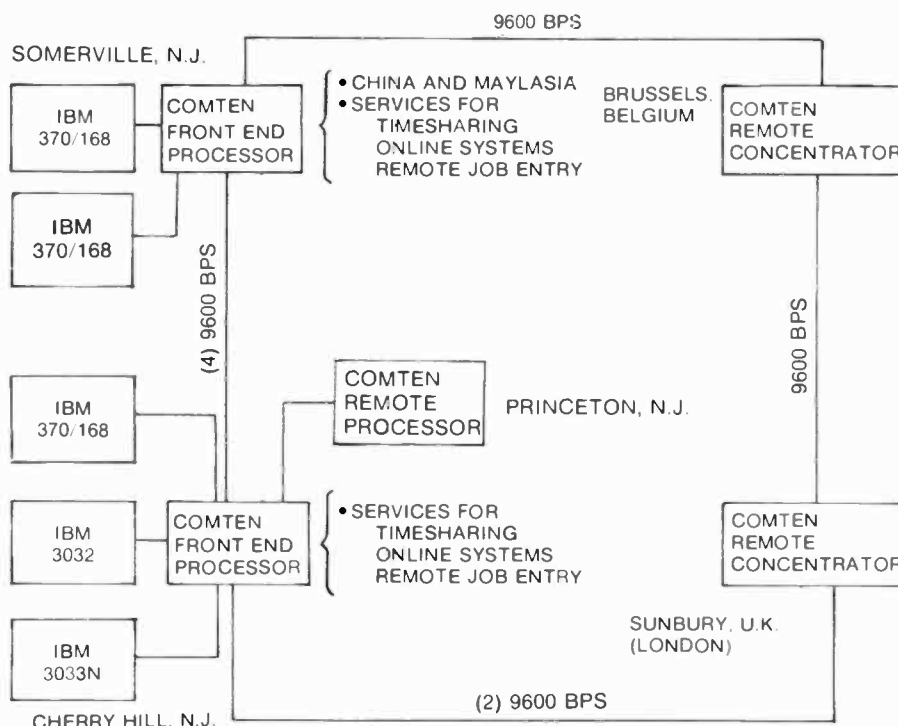 9600 BPS
SOMERVILLE, N.J.
IBM
370/168
COMTEN
FRONT END
PROCESSOR
• CHINA AND MAYLASIA
• SERVICES FOR
TIMESHARING
ONLINE SYSTEMS
REMOTE JOB ENTRY
BRUSSELS,
BELGIUM
COMTEN
REMOTE
CONCENTRATOR
IBM
370/168
(4) 9600 BPS
9600 BPS
IBM
370/168
COMTEN
REMOTE
PROCESSOR
PRINCETON, N.J.
IBM
3032
COMTEN
FRONT END
PROCESSOR
• SERVICES FOR
TIMESHARING
ONLINE SYSTEMS
REMOTE JOB ENTRY
COMTEN
REMOTE
CONCENTRATOR
SUNBURY, U.K.
(LONDON)
IBM
3033N
(2) 9600 BPS
CHERRY HILL, N.J.